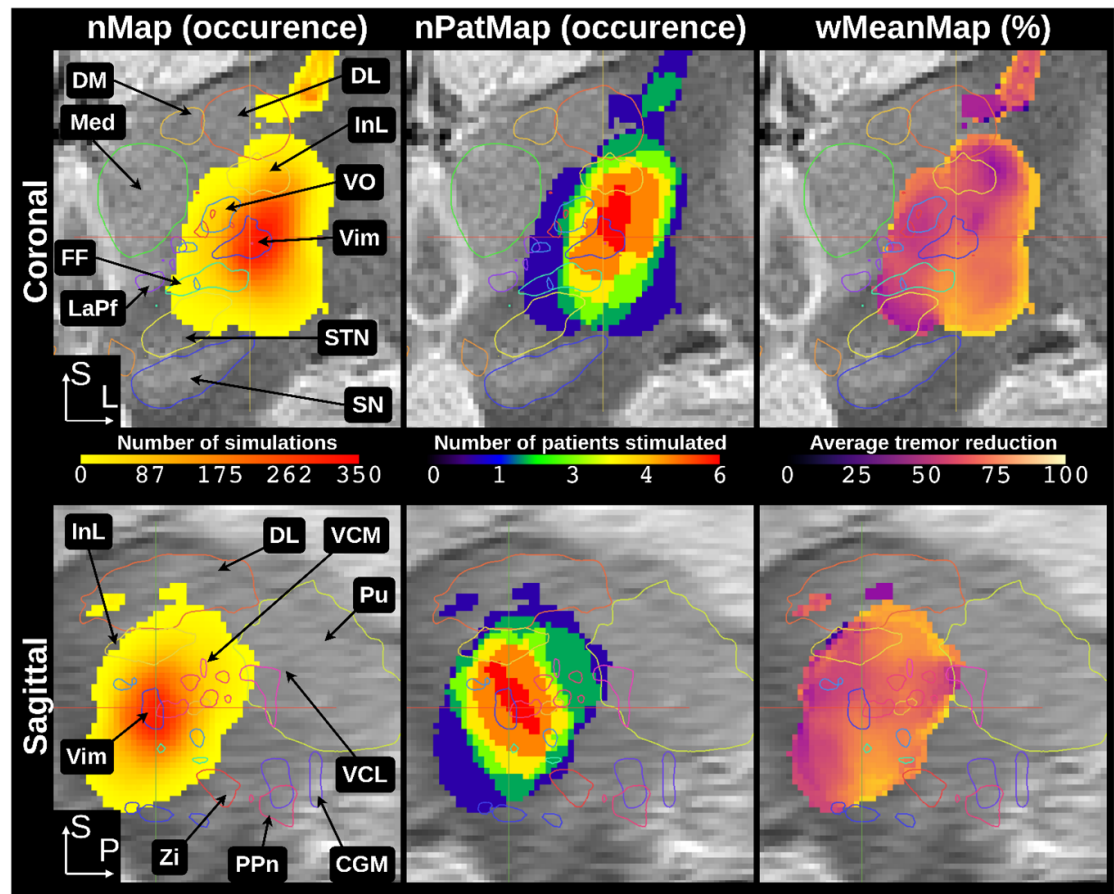 nMap (occurence)
nPatMap (occurence)
wMeanMap (%)
Coronal
DM
DL
Med
InL
VO
Vim
FF
LaPf
STN
SN
S
L
Number of simulations
0 87 175 262 350
Number of patients stimulated
0 1 3 4 6
Average tremor reduction
0 25 50 75 100
Sagittal
InL
DL
VCM
Pu
Vim
VCL
S
P
Zi
PPn
CGM